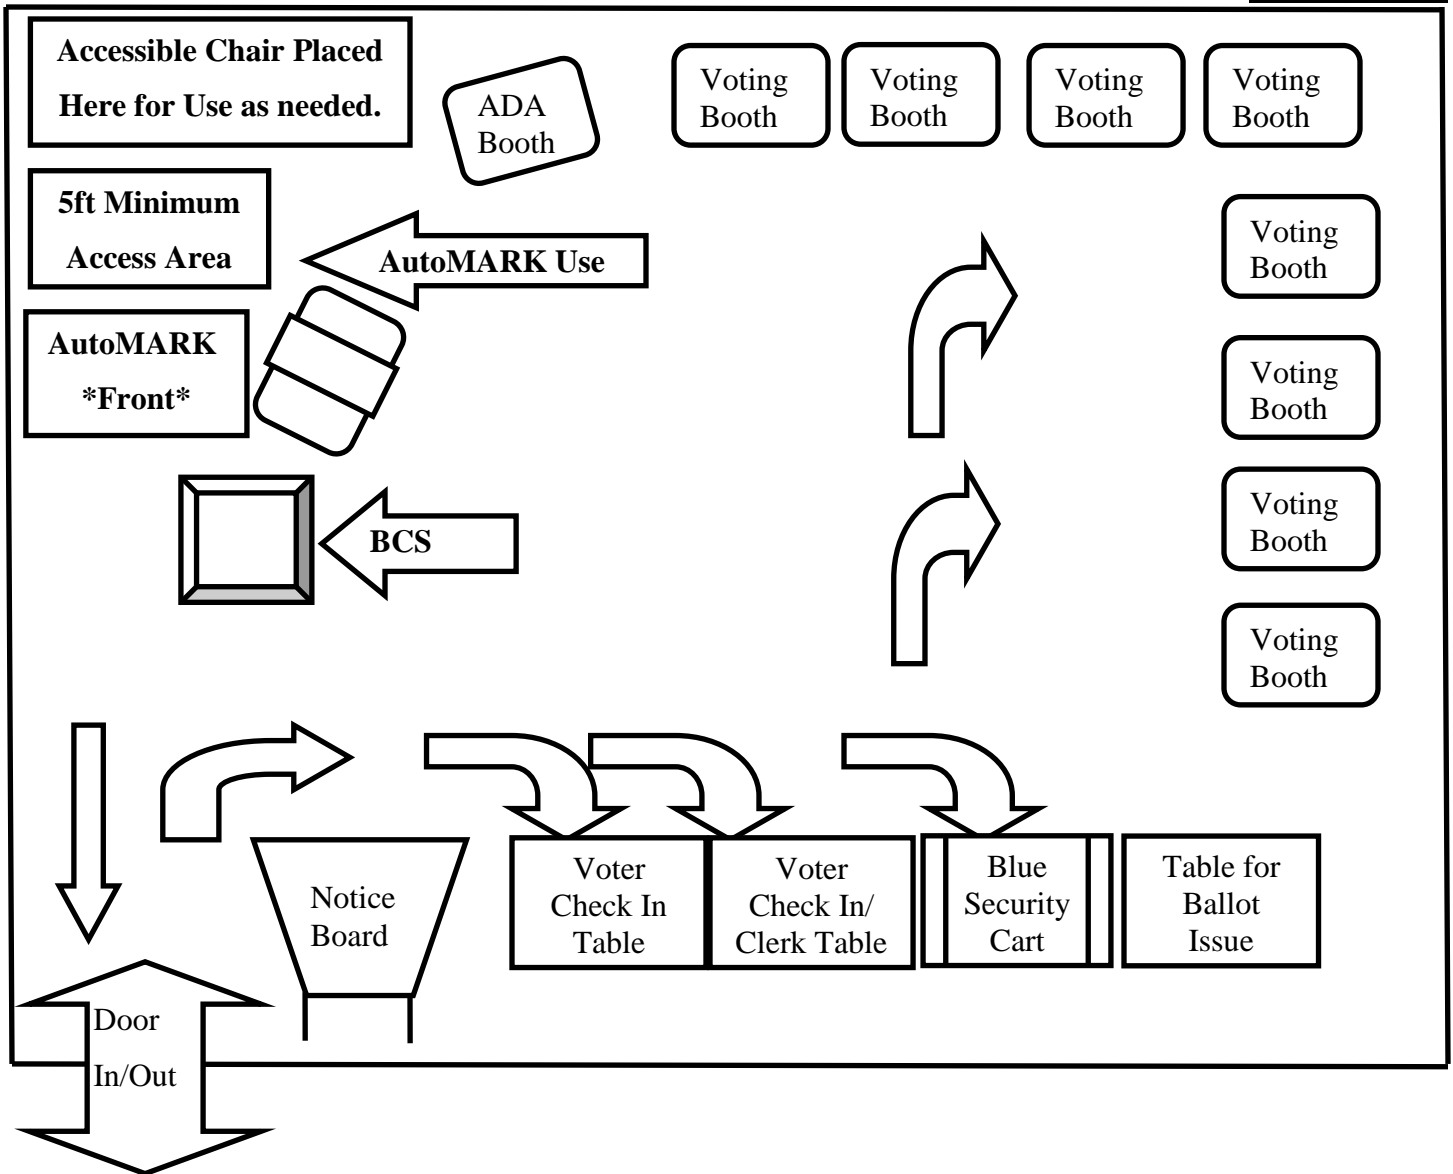 Accessible Chair Placed
Here for Use as needed.
ADA
Booth
Voting
Booth
Voting
Booth
Voting
Booth
Voting
Booth
5ft Minimum
Access Area
AutoMARK Use
Voting
Booth
AutoMARK
*Front*
Voting
Booth
BCS
Voting
Booth
Voting
Booth
Notice
Board
Voter
Check In
Table
Voter
Check In/
Clerk Table
Blue
Security
Cart
Table for
Ballot
Issue
Door
In/Out